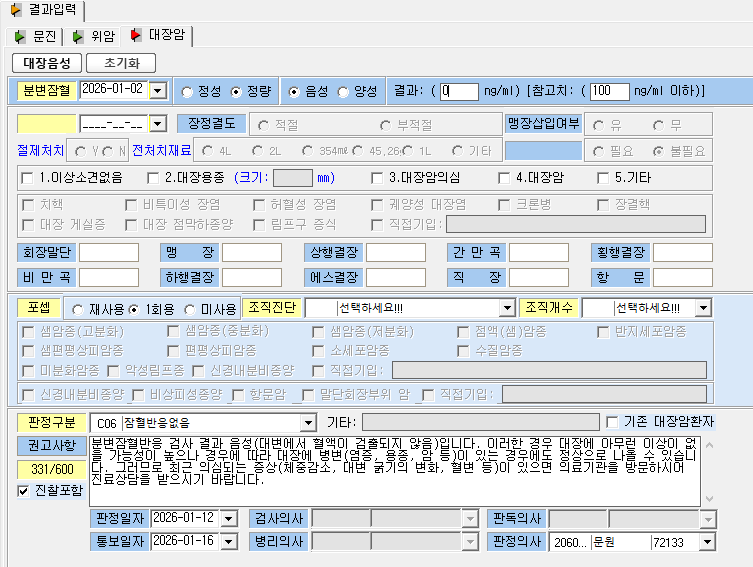 결과입력
문진 위암 대장암
대장음성 초기화
분변잠혈 2026-01-02 정성 정량 음성 양성 결과: ( 0 ng/ml) [참고치: ( 100 ng/ml 이하)]
____-__-__ 장정결도 적절 부적절 맹장삽입여부 유 무
절제처치 Y N 전처치재료 4L 2L 354㎖ 45,26 1L 기타 필요 불필요
1.이상소견없음 2.대장용종 (크기: mm) 3.대장암의심 4.대장암 5.기타
치핵 비특미성 장염 허혈성 장염 궤양성 대장염 크론병 장결핵
대장 게실증 대장 점막하종양 림프구 증식 직접기입:
회장말단 맹 장 상행결장 간 만 곡 횡행결장
비 만 곡 하행결장 에스결장 직 장 항 문
포셉 재사용 1회용 미사용 조직진단 선택하세요!!! 조직개수 선택하세요!!!
샘암종(고분화) 샘암종(중분화) 샘암종(저분화) 점액(샘)암종 반지세포암종
샘편평상피암종 편평상피암종 소세포암종 수질암종
미분화암종 악성림프종 신경내분비종양 직접기입:
신경내분비종양 비상피성종양 항문암 말단회장부위 암 직접기입:
판정구분 C06 잠혈반응없음 기타: 기존 대장암환자
권고사항 분변잠혈반응 검사 결과 음성(대변에서 혈액이 검출되지 않음)입니다. 이러한 경우 대장에 아무런 이상이 없
331/600 을 가능성이 높으나 경우에 따라 대장에 병변(염증, 용종, 암 등)이 있는 경우에도 정상으로 나올 수 있습니
다. 그러므로 최근 의심되는 증상(체중감소, 대변 굵기의 변화, 혈변 등)이 있으면 의료기관을 방문하시어
진찰포함 진료상담을 받으시기 바랍니다.
판정일자 2026-01-12 검사의사 판독의사
통보일자 2026-01-16 병리의사 판정의사 2060... 문원 72133